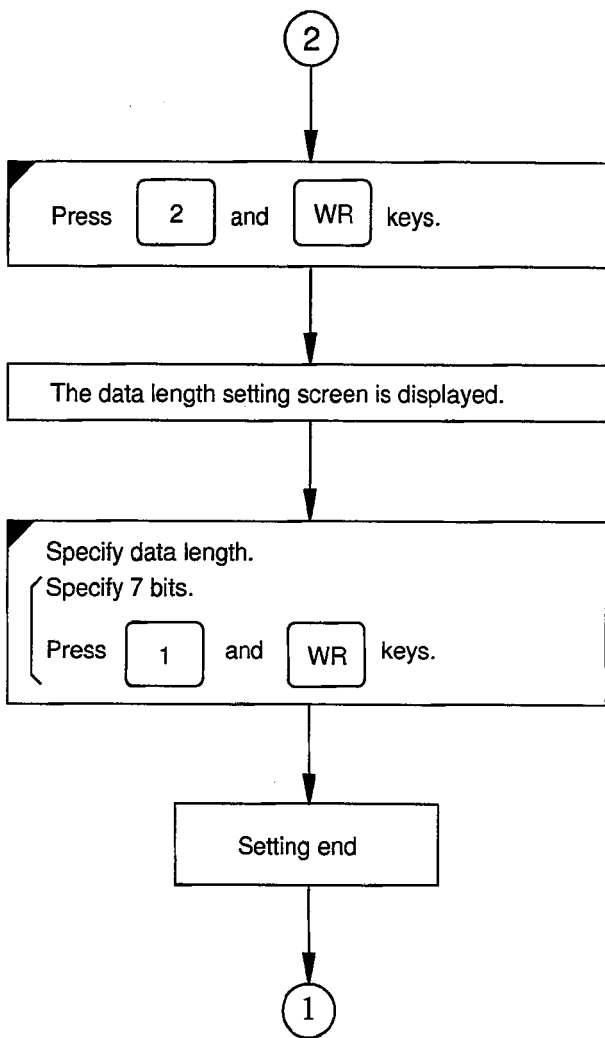 2
Press 2 and WR keys.
The data length setting screen is displayed.
Specify data length.
Specify 7 bits.
Press 1 and WR keys.
Setting end
1